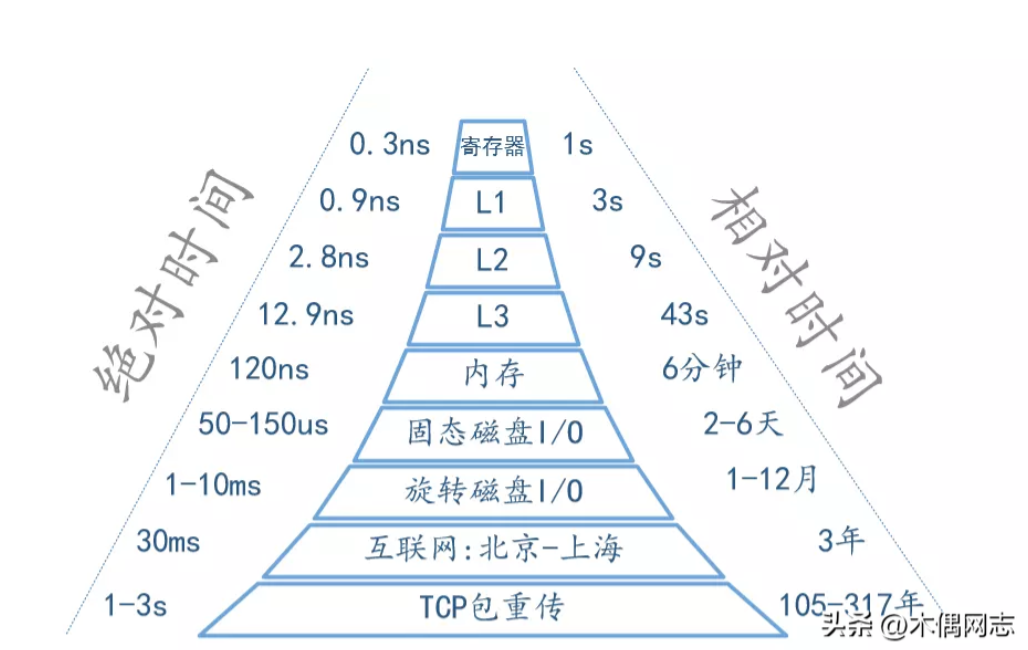 绝对时间
相对时间
0.3ns 寄存器 1s
0.9ns L1 3s
2.8ns L2 9s
12.9ns L3 43s
120ns 内存 6分钟
50-150us 固态磁盘I/O 2-6天
1-10ms 旋转磁盘I/O 1-12月
30ms 互联网:北京-上海 3年
1-3s TCP包重传 105-317年
头条 @木偶网志